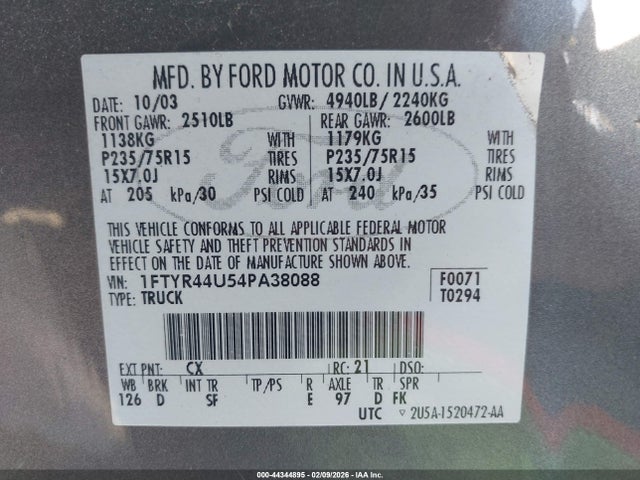 MFD. BY FORD MOTOR CO. IN U.S.A.
DATE: 10/03 GVWR: 4940LB/ 2240KG
FRONT GAWR: 2510LB REAR GAWR: 2600LB
1138KG WITH 1179KG WITH
P235/75R15 TIRES P235/75R15 TIRES
15X7.0J RIMS 15X7.0J RIMS
AT 205 kPa/30 PSI COLD AT 240 kPa/35 PSI COLD
Ford
THIS VEHICLE CONFORMS TO ALL APPLICABLE FEDERAL MOTOR
VEHICLE SAFETY AND THEFT PREVENTION STANDARDS IN
EFFECT ON THE DATE OF MANUFACTURE SHOWN ABOVE.
VIN: 1FTYR44U54PA38088 F0071
TYPE: TRUCK T0294
EXT PNT: CX RC: 21 DSO:
WB BRK INT TR TP/PS R AXLE TR SPR
126 D SF E 97 D FK
UTC ▽ 2U5A-1520472-AA
000-44344895 - 02/09/2026 - IAA Inc.